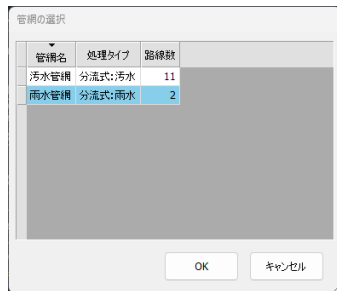 管網の選択
管網名 処理タイプ 路線数
汚水管網 分流式:汚水 11
雨水管網 分流式:雨水 2
OK キャンセル